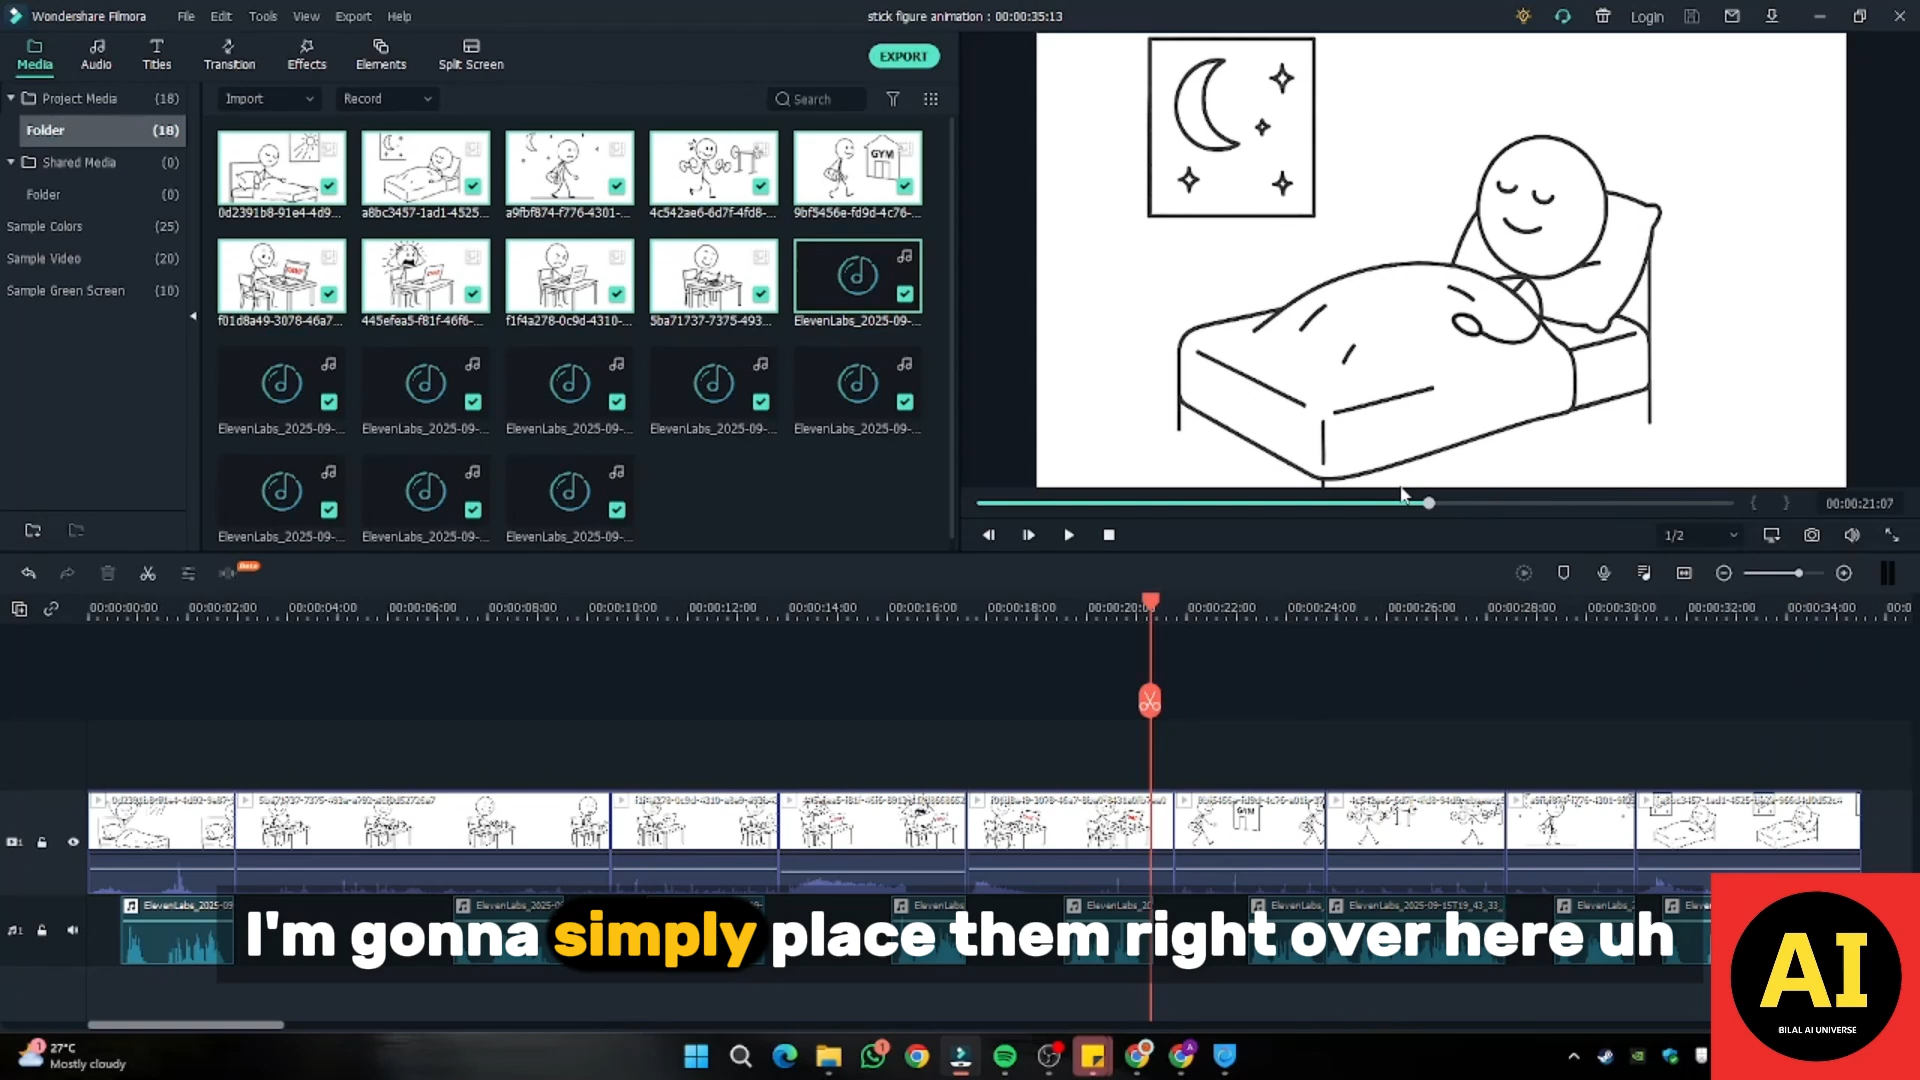 Wondershare Filmora File Edit Tools View Export Help stick figure animation : 00:00:35:13 Login
Media Audio Titles Transition Effects Elements Split Screen EXPORT
Project Media (18) Import Record Search
Folder (18)
Shared Media (0)
Folder (0)
Sample Colors (25)
Sample Video (20)
Sample Green Screen (10)
GYM
0d2391b8-91e4-4d9... a8bc3457-1ad1-4525... a9fbf874-f776-4301-... 4c542ae6-6d7f-4fd8-... 9bf5456e-fd9d-4c76-...
f01d8a49-3078-46a7... 445efea5-f81f-46f6-... f1f4a278-0c9d-4310-... 5ba71737-7375-493... ElevenLabs_2025-09-...
ElevenLabs_2025-09-... ElevenLabs_2025-09-... ElevenLabs_2025-09-... ElevenLabs_2025-09-... ElevenLabs_2025-09-...
ElevenLabs_2025-09-... ElevenLabs_2025-09-... ElevenLabs_2025-09-...
00:00:21:07
1/2
Beta
00:00:00:00 00:00:02:00 00:00:04:00 00:00:06:00 00:00:08:00 00:00:10:00 00:00:12:00 00:00:14:00 00:00:16:00 00:00:18:00 00:00:20:0 00:00:22:00 00:00:24:00 00:00:26:00 00:00:28:00 00:00:30:00 00:00:32:00 00:00:34:00 00:0
GYM
ElevenLabs_2025-09 ElevenLabs_2025-09 ElevenLabs ElevenLabs_20 ElevenLabs ElevenLabs_2025-09-15T19_43_33_ ElevenLabs Eleve
I'm gonna simply place them right over here uh
AI
BILAL AI UNIVERSE
27°C
Mostly cloudy